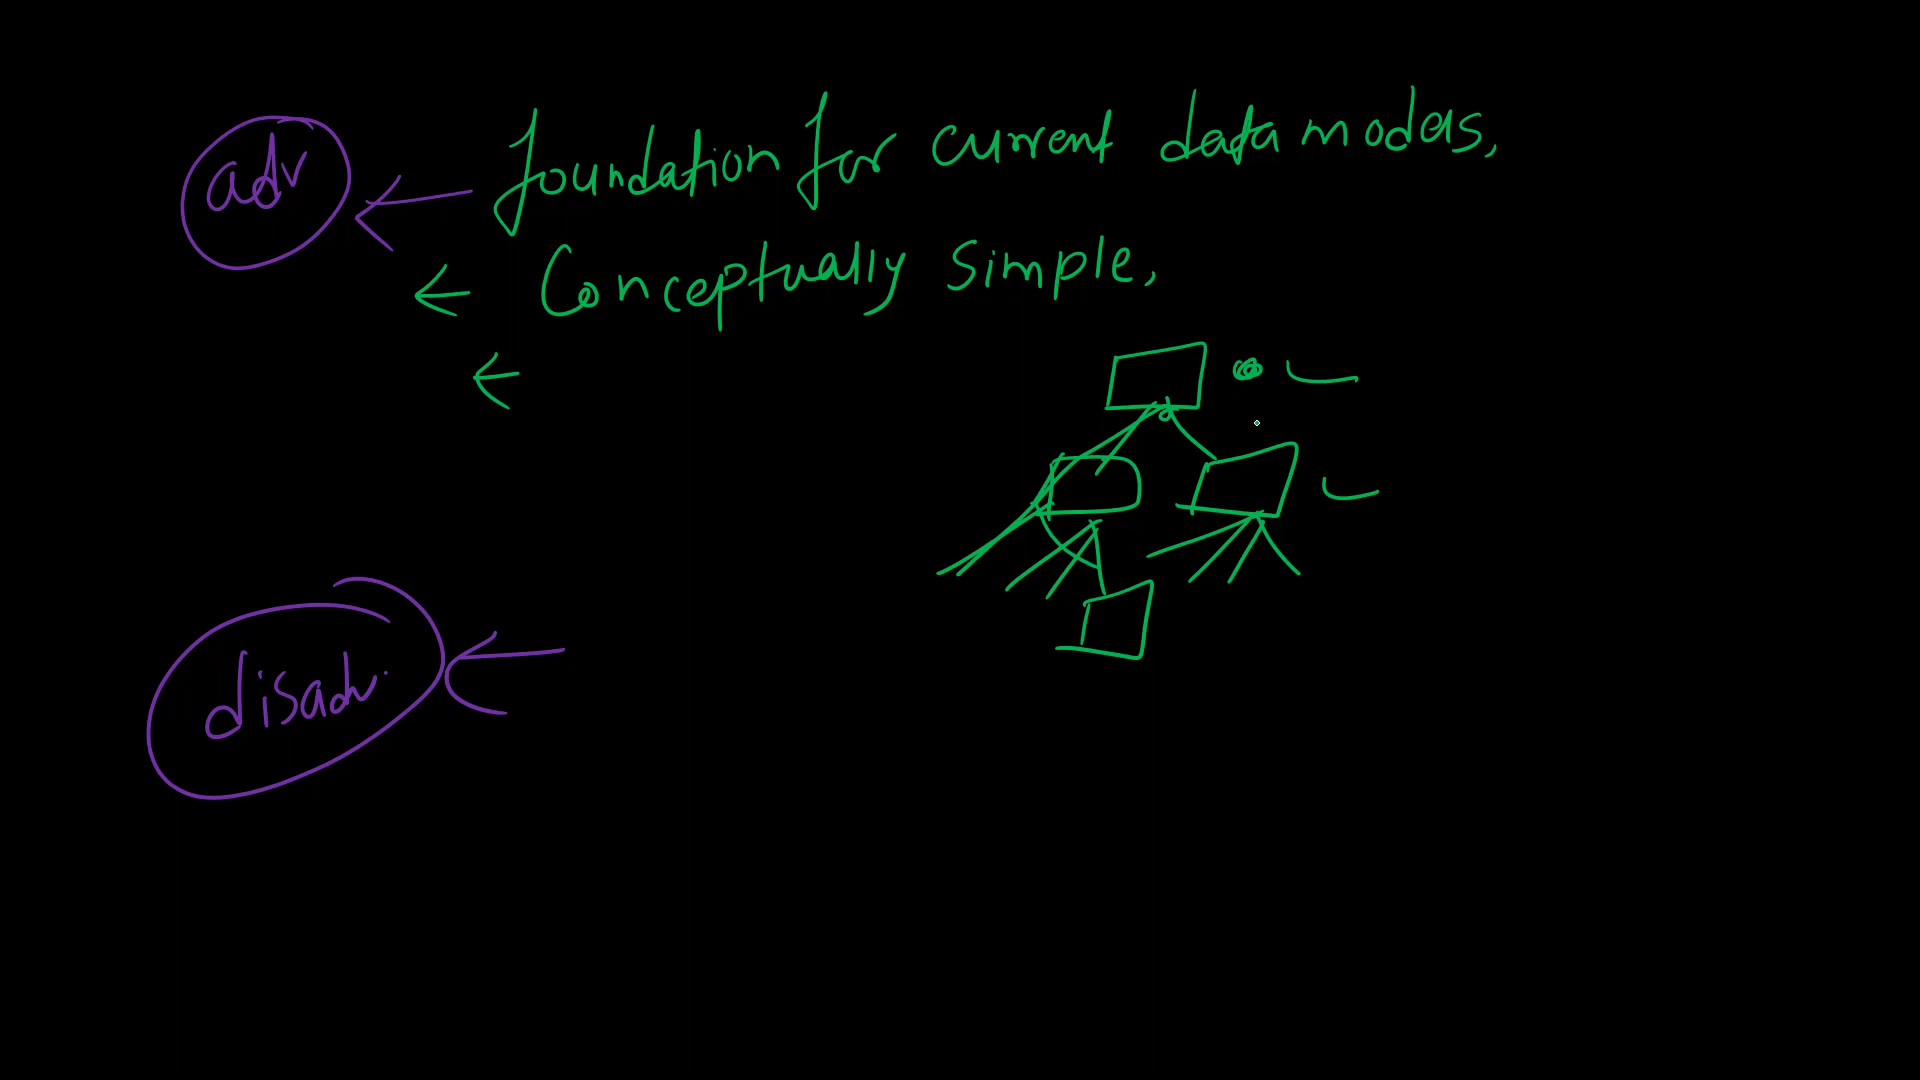 adv
foundation for current data models,
Conceptually simple,
disadv.